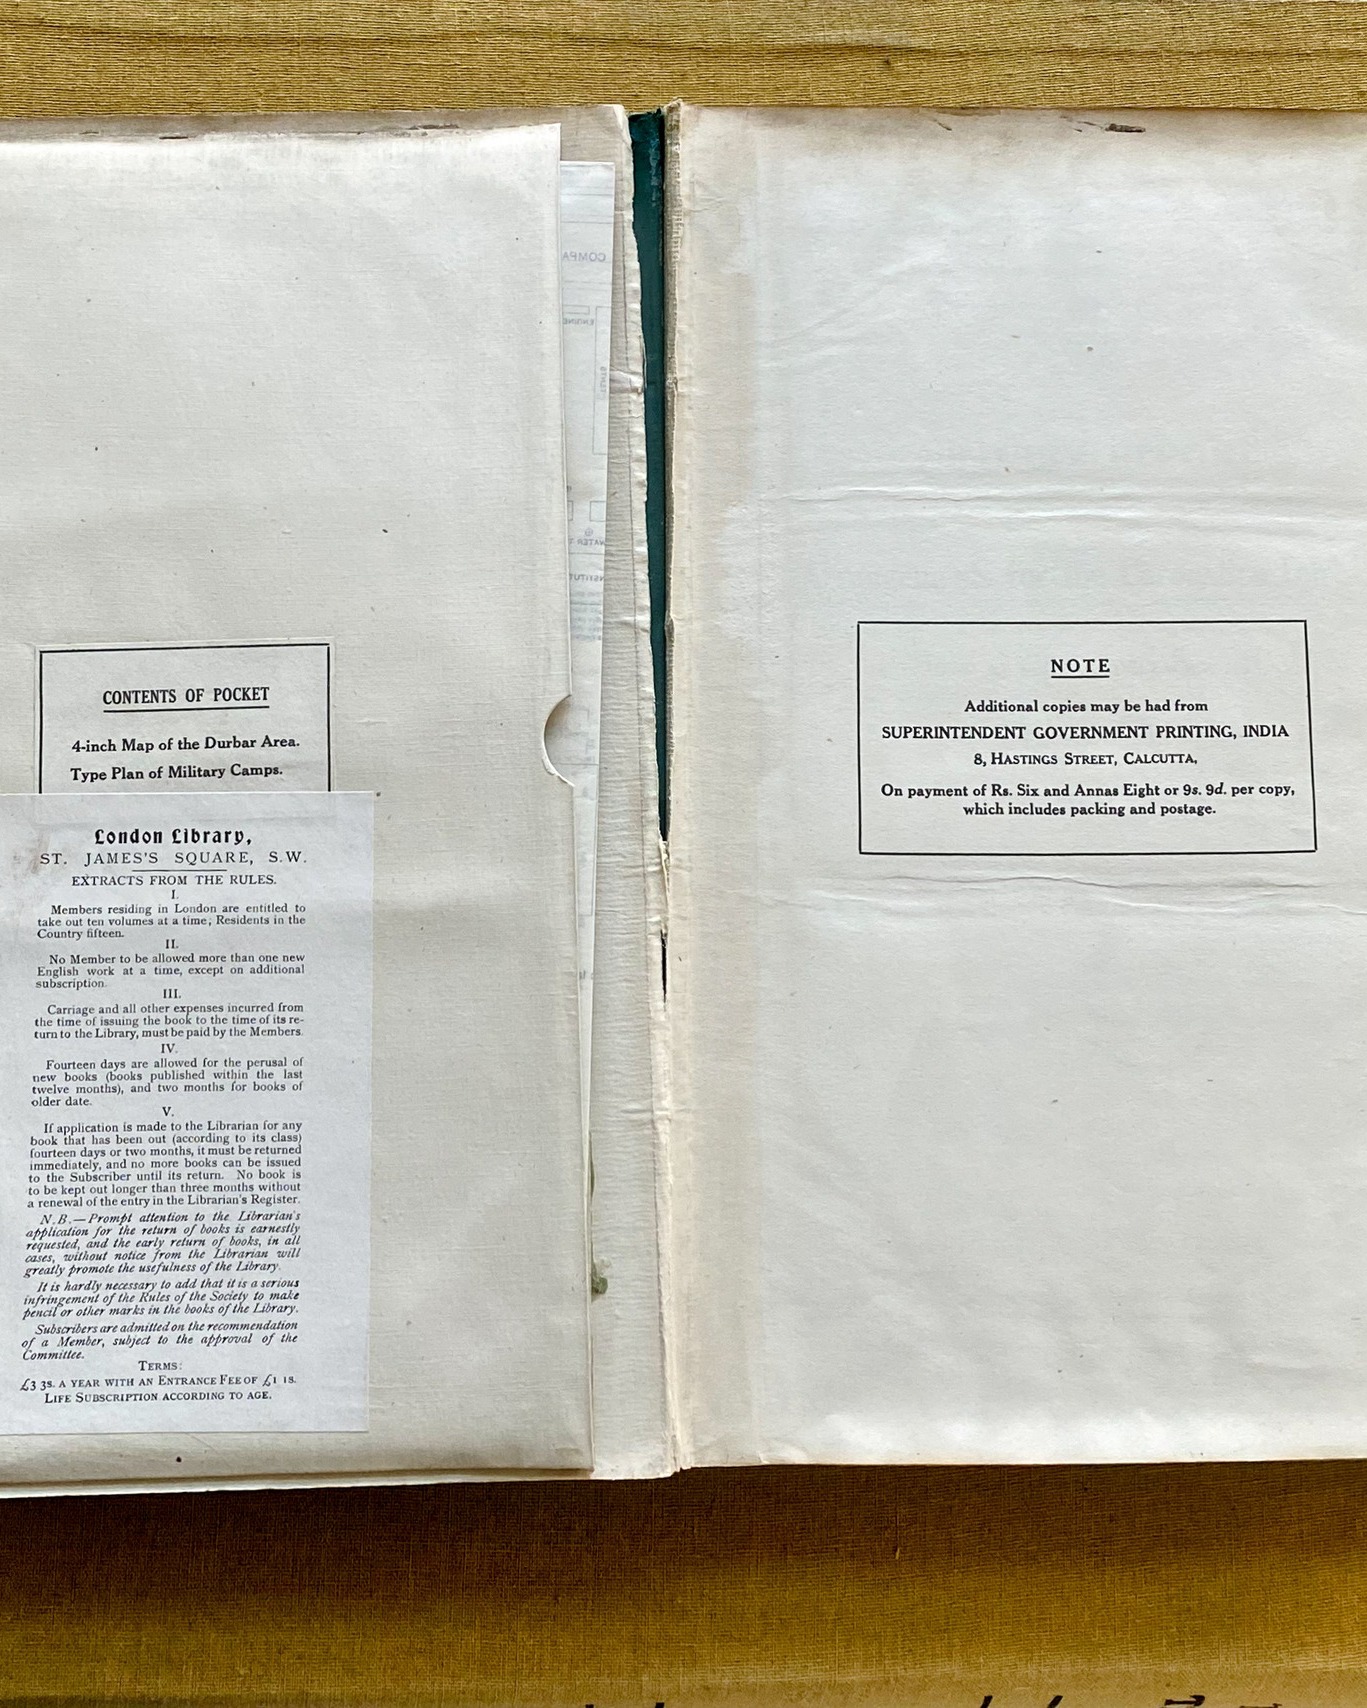 CONTENTS OF POCKET
4-inch Map of the Durbar Area.
Type Plan of Military Camps.
London Library,
ST. JAMES'S SQUARE, S.W.
EXTRACTS FROM THE RULES.
I.
Members residing in London are entitled to
take out ten volumes at a time; Residents in the
Country fifteen.
II.
No Member to be allowed more than one new
English work at a time, except on additional
subscription.
III.
Carriage and all other expenses incurred from
the time of issuing the book to the time of its re-
turn to the Library, must be paid by the Members.
IV.
Fourteen days are allowed for the perusal of
new books (books published within the last
twelve months), and two months for books of
older date.
V.
If application is made to the Librarian for any
book that has been out (according to its class)
fourteen days or two months, it must be returned
immediately, and no more books can be issued
to the Subscriber until its return. No book is
to be kept out longer than three months without
a renewal of the entry in the Librarian's Register.
N.B.—Prompt attention to the Librarian's
application for the return of books is earnestly
requested, and the early return of books, in all
cases, without notice from the Librarian will
greatly promote the usefulness of the Library.
It is hardly necessary to add that it is a serious
infringement of the Rules of the Society to make
pencil or other marks in the books of the Library.
Subscribers are admitted on the recommendation
of a Member, subject to the approval of the
Committee.
TERMS:
£3 3s. A YEAR WITH AN ENTRANCE FEE OF £1 1s.
LIFE SUBSCRIPTION ACCORDING TO AGE.
COMPA
ENGINE
NOTE
Additional copies may be had from
SUPERINTENDENT GOVERNMENT PRINTING, INDIA
8, HASTINGS STREET, CALCUTTA,
On payment of Rs. Six and Annas Eight or 9s. 9d. per copy,
which includes packing and postage.